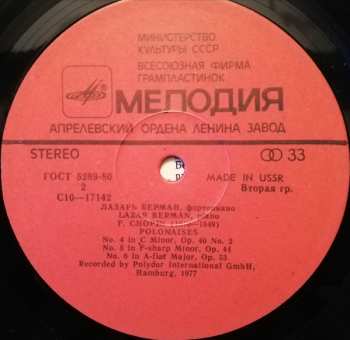 МИНИСТЕРСТВО
КУЛЬТУРЫ СССР
ВСЕСОЮЗНАЯ ФИРМА
ГРАМПЛАСТИНОК
МЕЛОДИЯ
АПРЕЛЕВСКИЙ ОРДЕНА ЛЕНИНА ЗАВОД
STEREO
33
ГОСТ 5289-80
2
С10—17142
MADE IN USSR
Вторая гр.
ЛАЗАРЬ БЕРМАН, фортепиано
LAZAR BERMAN, piano
F. CHOPIN (1810—1849)
POLONAISES
No. 4 in C Minor, Op. 40 No. 2
No. 5 in F-sharp Minor, Op. 44
No. 6 in A-flat Major, Op. 53
Recorded by Polydor International GmbH,
Hamburg, 1977